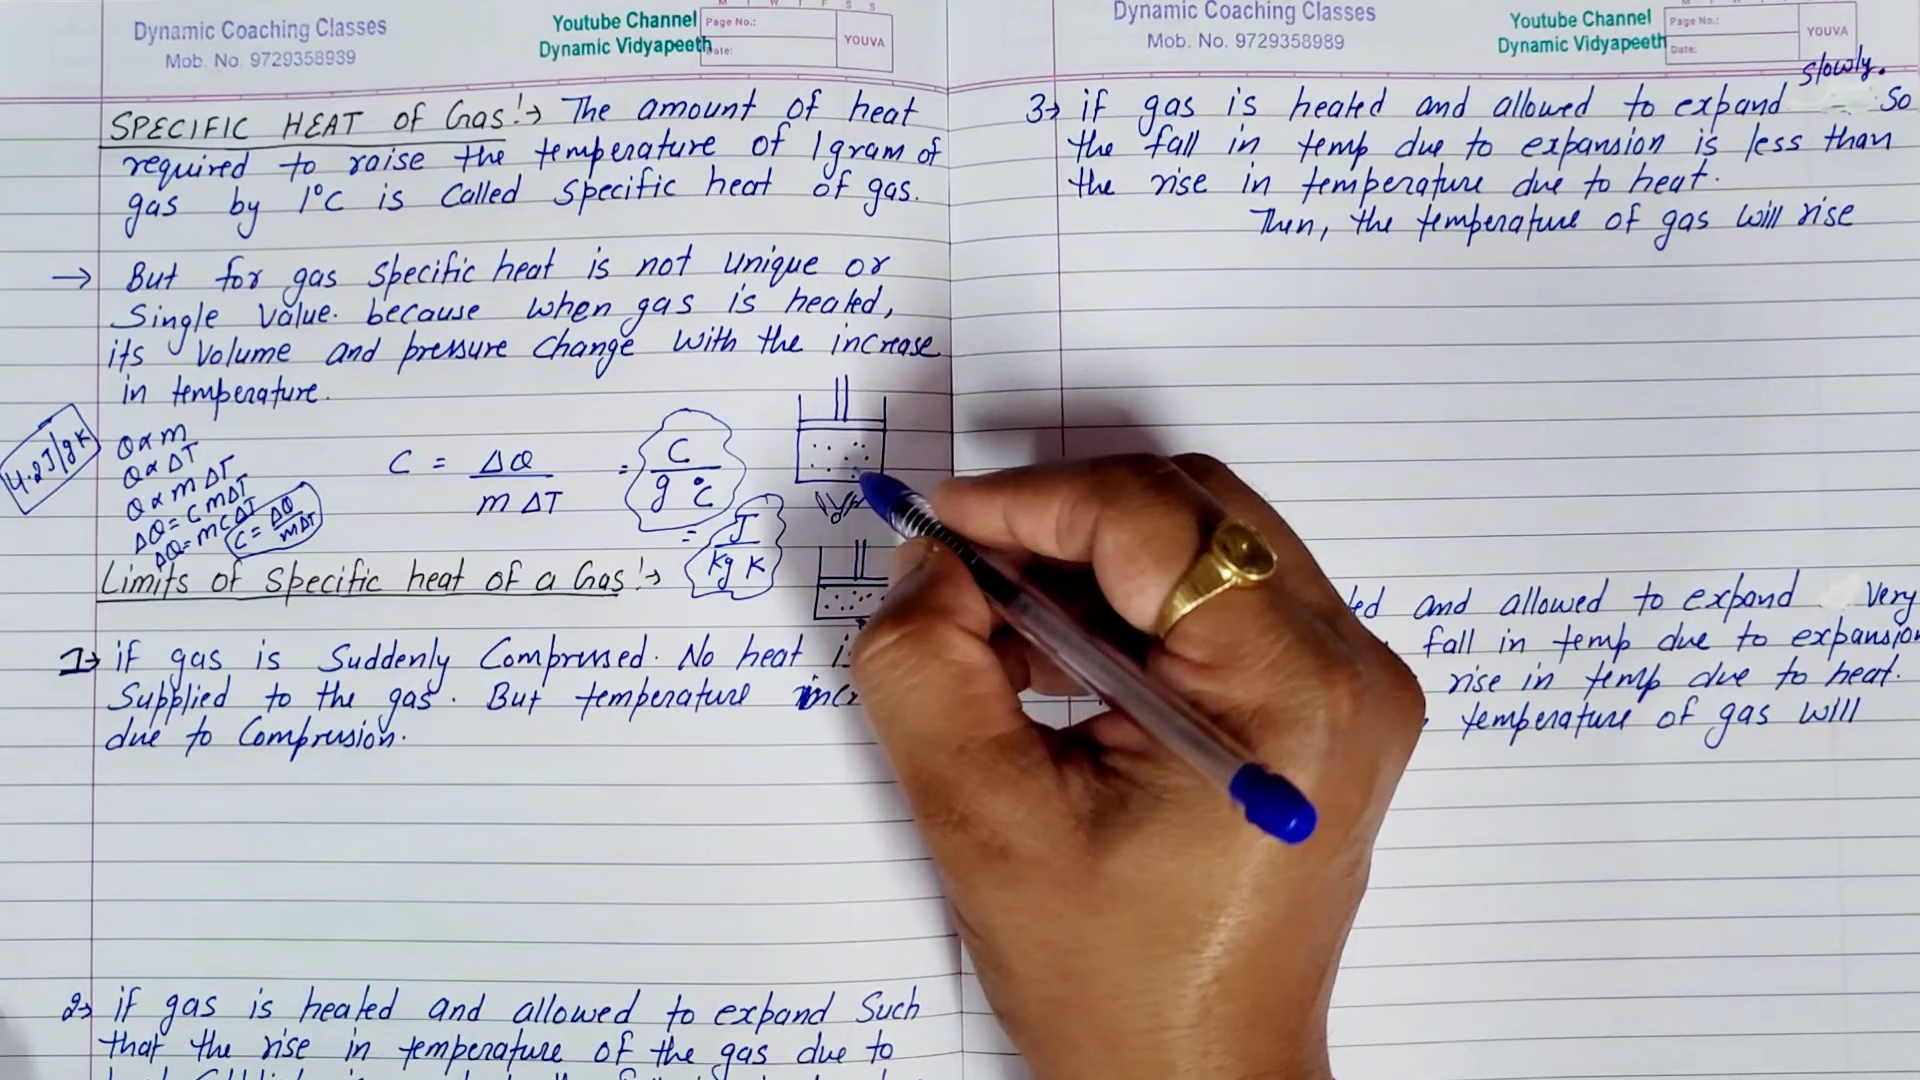 Dynamic Coaching Classes
Mob. No. 9729358989
Youtube Channel
Dynamic Vidyapeeth
Page No.:
Date:
YOUVA
SPECIFIC HEAT of Gas!→ The amount of heat
required to raise the temperature of 1gram of
gas by 1°C is Called Specific heat of gas.
→ But for gas Specific heat is not unique or
Single Value. because when gas is heated,
its Volume and pressure Change With the increase
in temperature.
4.2J/gK
Q∝m
Q∝ΔT
Q∝mΔT
ΔQ=CmΔT
ΔQ=mCΔT
C=ΔQ/mΔT
C = ΔQ/mΔT = C/g °C
= J/kg K
Limits of Specific heat of a Gas!→
1→ if gas is Suddenly Compressed. No heat
Supplied to the gas. But temperature
due to Compression.
2→ if gas is heated and allowed to expand Such
that the rise in temperature of the gas due to
Dynamic Coaching Classes
Mob. No. 9729358989
Youtube Channel
Dynamic Vidyapeeth
Page No.:
Date:
YOUVA
Slowly.
3→ if gas is heated and allowed to expand So
the fall in temp due to expansion is less than
the rise in temperature due to heat.
Then, the temperature of gas will rise
and allowed to expand Very
fall in temp due to expansion
rise in temp due to heat.
temperature of gas will